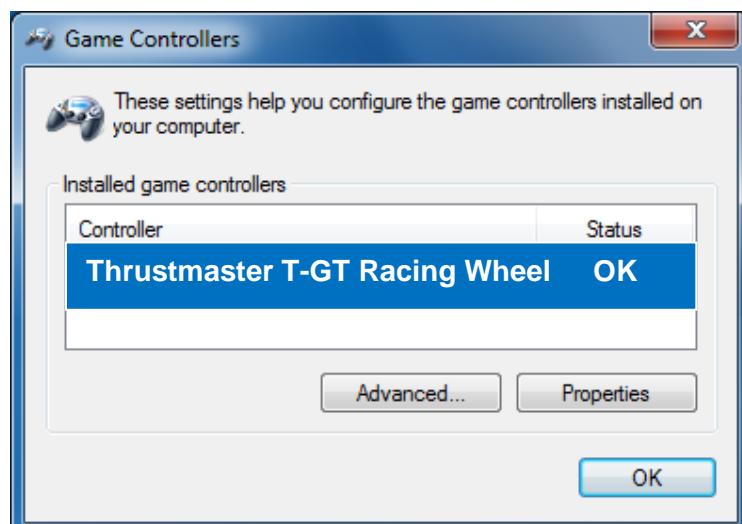 Game Controllers
These settings help you configure the game controllers installed on
your computer.
Installed game controllers
Controller Status
Thrustmaster T-GT Racing Wheel OK
Advanced... Properties
OK